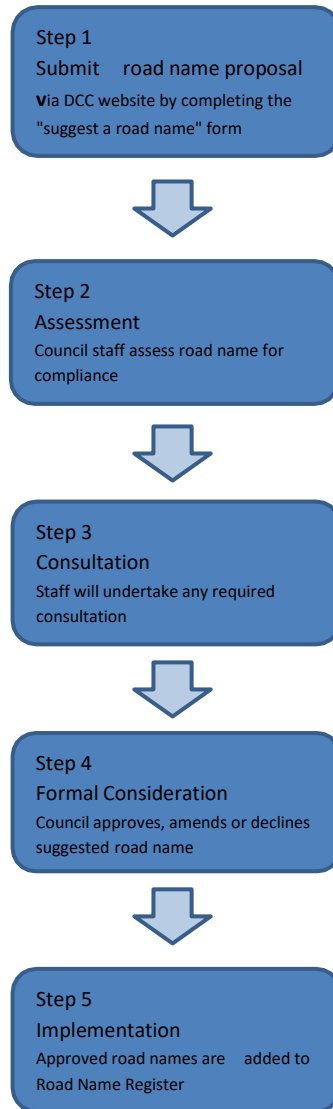 Step 1
Submit road name proposal
via DCC website by completing the
"suggest a road name" form
Step 2
Assessment
Council staff assess road name for
compliance
Step 3
Consultation
Staff will undertake any required
consultation
Step 4
Formal Consideration
Council approves, amends or declines
suggested road name
Step 5
Implementation
Approved road names are added to
Road Name Register